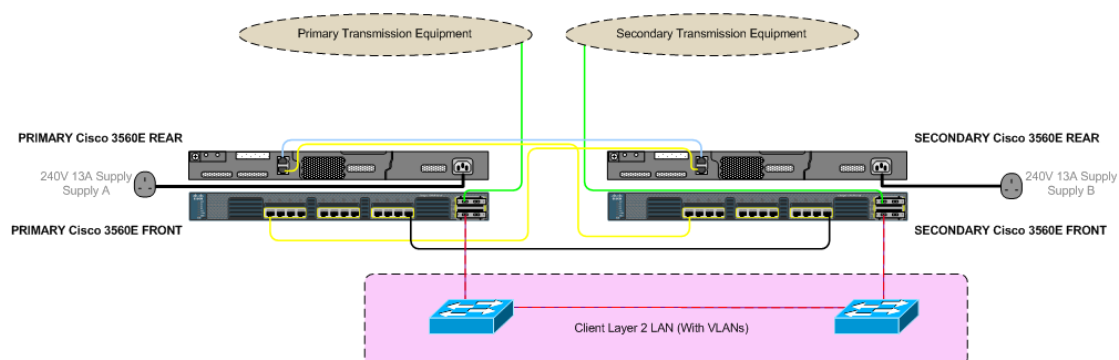 Primary Transmission Equipment
Secondary Transmission Equipment
PRIMARY Cisco 3560E REAR
SECONDARY Cisco 3560E REAR
240V 13A Supply
Supply A
240V 13A Supply
Supply B
PRIMARY Cisco 3560E FRONT
SECONDARY Cisco 3560E FRONT
Client Layer 2 LAN (With VLANs)